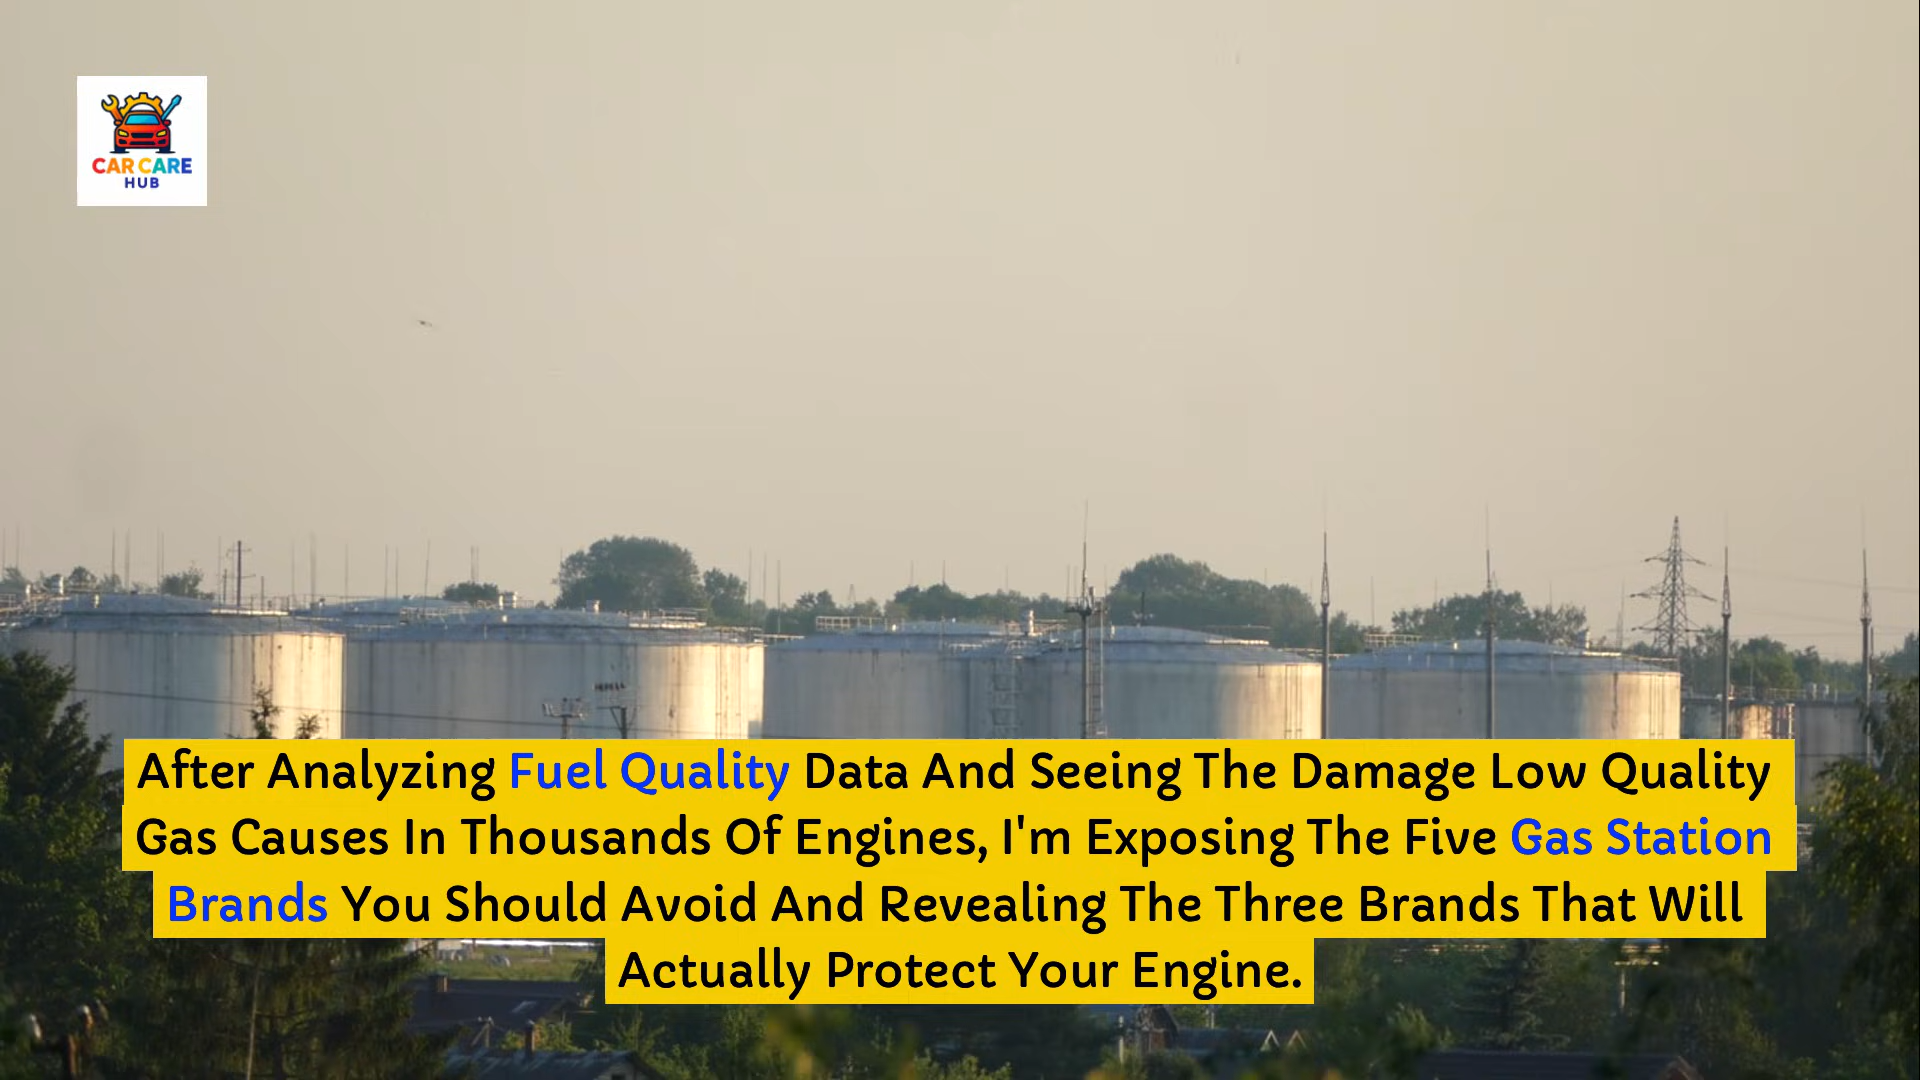 CAR CARE
HUB
After Analyzing Fuel Quality Data And Seeing The Damage Low Quality
Gas Causes In Thousands Of Engines, I'm Exposing The Five Gas Station
Brands You Should Avoid And Revealing The Three Brands That Will
Actually Protect Your Engine.